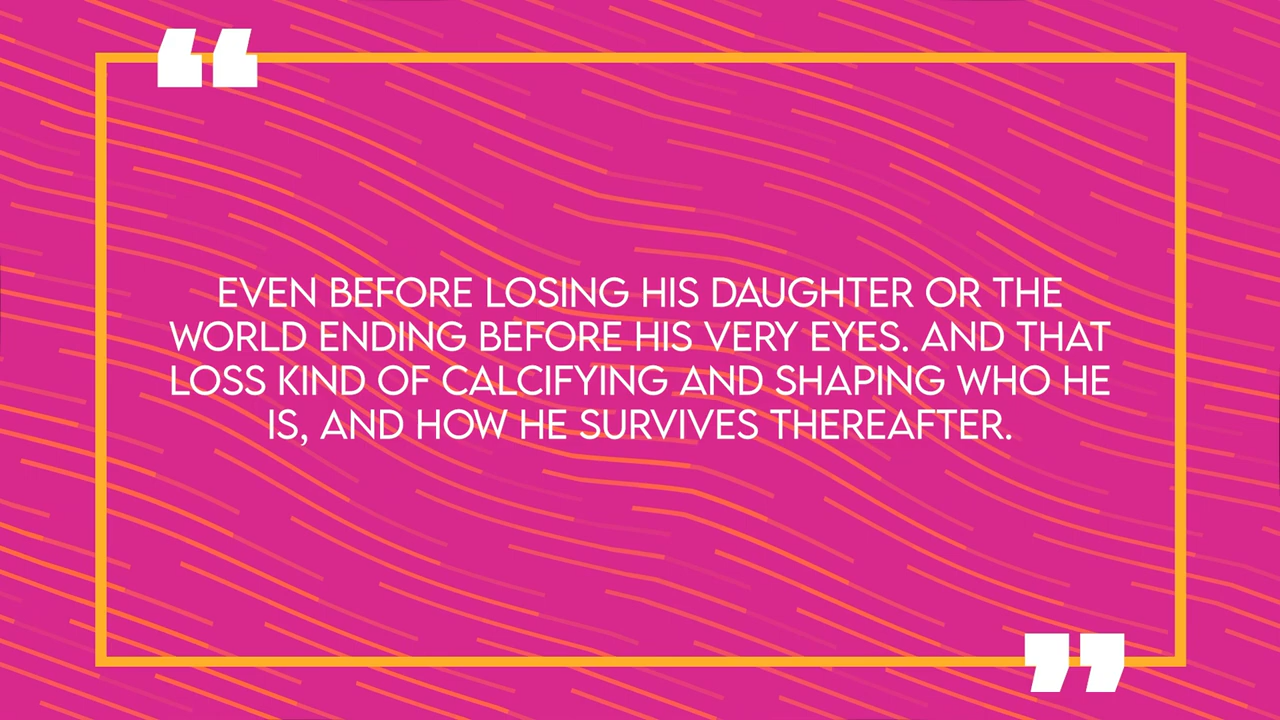 EVEN BEFORE LOSING HIS DAUGHTER OR THE
WORLD ENDING BEFORE HIS VERY EYES. AND THAT
LOSS KIND OF CALCIFYING AND SHAPING WHO HE
IS, AND HOW HE SURVIVES THEREAFTER.